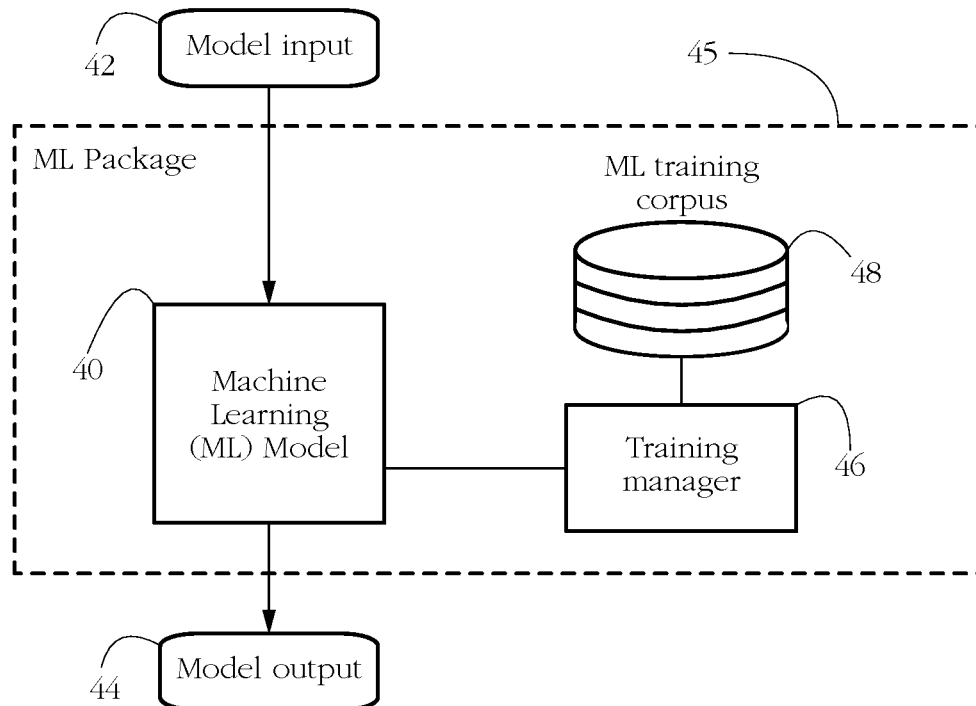 Model input
42
45
ML Package
ML training
corpus
48
40
Machine
Learning
(ML) Model
Training
manager
46
Model output
44